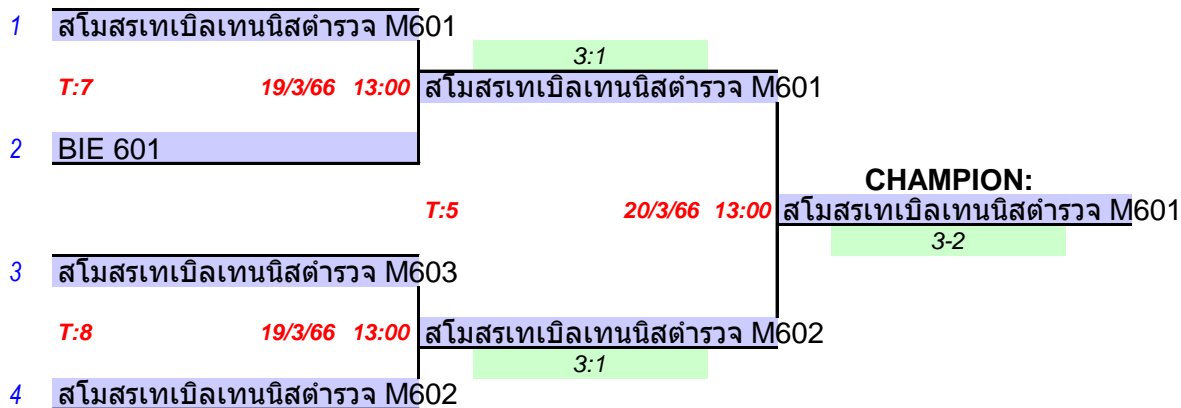 1 สโมสรเทเบิลเทนนิสตำรวจ M601
3:1
T:7 19/3/66 13:00 สโมสรเทเบิลเทนนิสตำรวจ M601
2 BIE 601
CHAMPION:
T:5 20/3/66 13:00 สโมสรเทเบิลเทนนิสตำรวจ M601
3-2
3 สโมสรเทเบิลเทนนิสตำรวจ M603
T:8 19/3/66 13:00 สโมสรเทเบิลเทนนิสตำรวจ M602
3:1
4 สโมสรเทเบิลเทนนิสตำรวจ M602